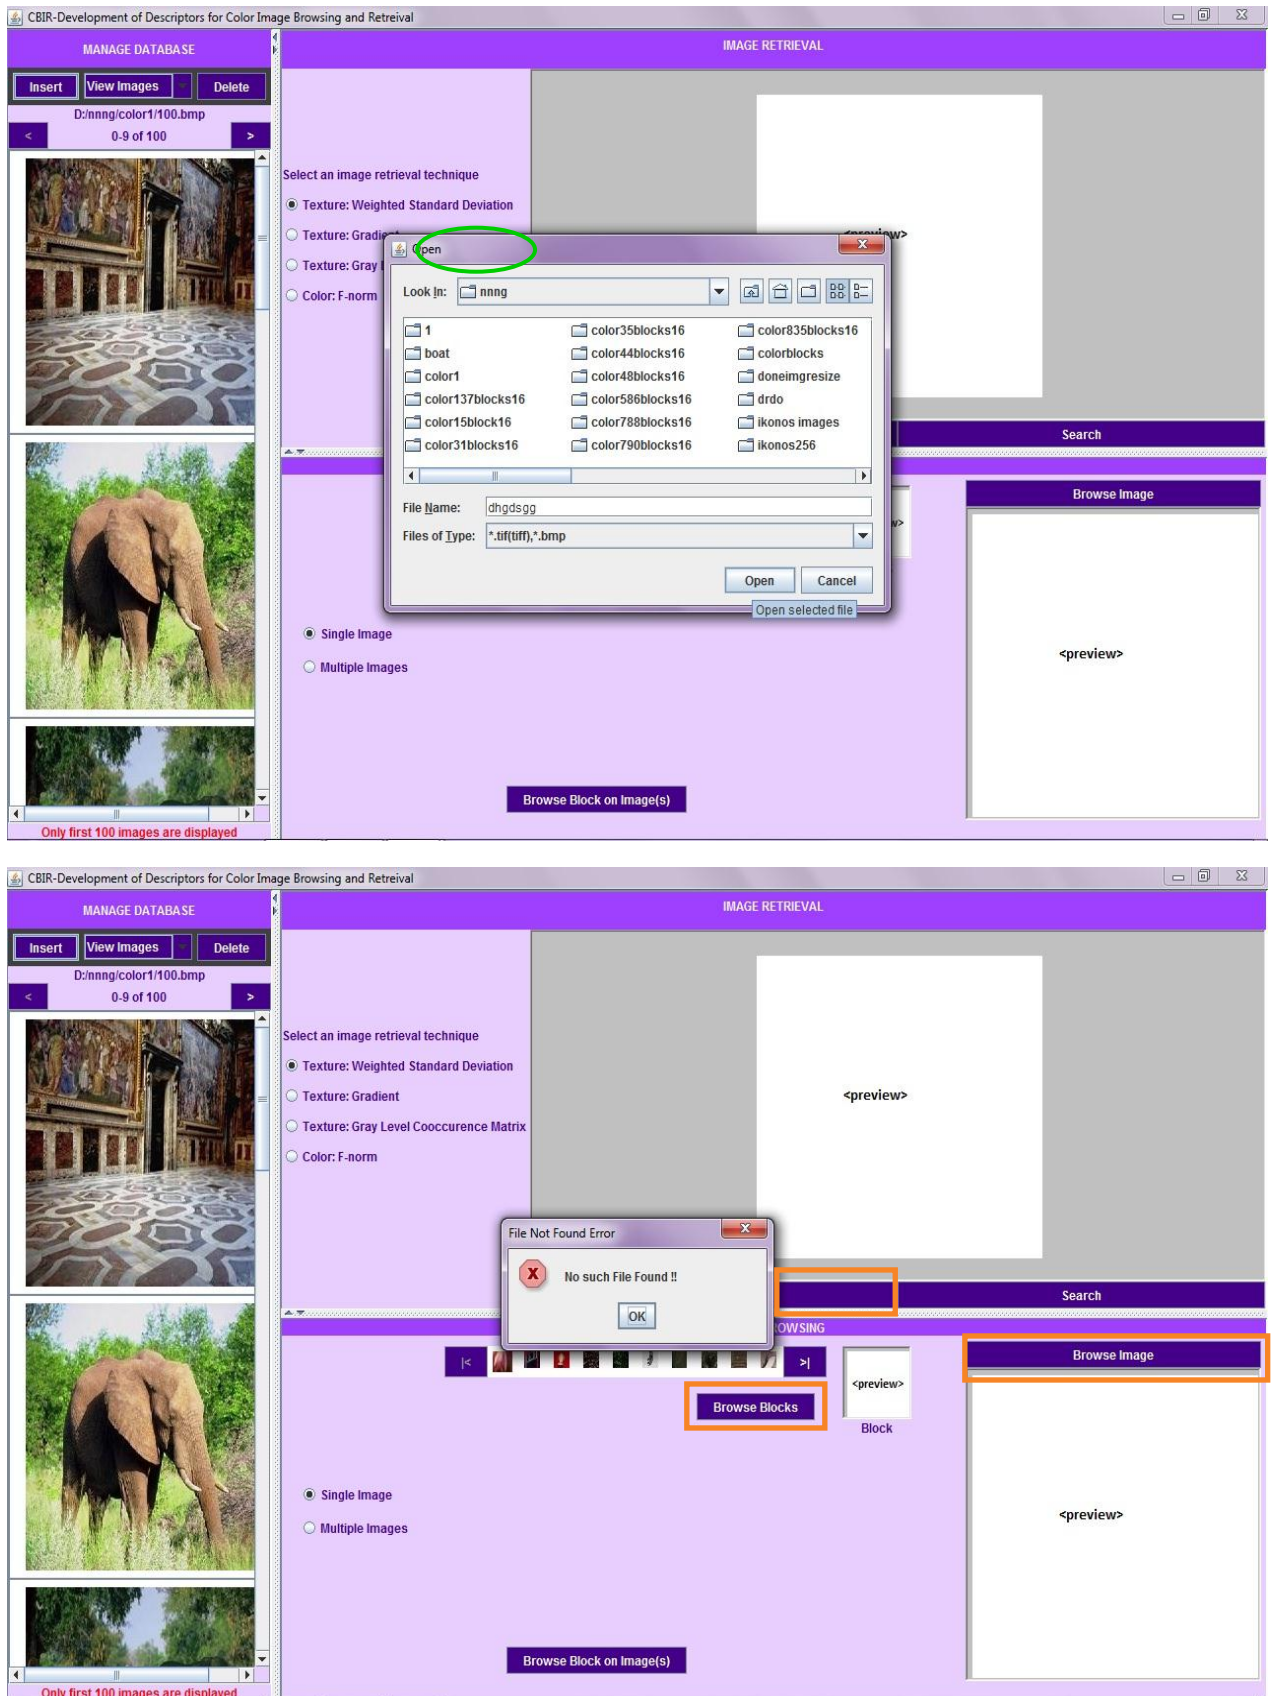 CBIR-Development of Descriptors for Color Image Browsing and Retreival
MANAGE DATABASE
IMAGE RETRIEVAL
Insert View Images Delete
D:/nnng/color1/100.bmp
< 0-9 of 100 >
Select an image retrieval technique
Texture: Weighted Standard Deviation
<preview>
Texture: Gradient
Open
Texture: Gray
Color: F-norm
Look In: nnng
1 color35blocks16 color835blocks16
boat color44blocks16 colorblocks
color1 color48blocks16 doneimgresize
color137blocks16 color586blocks16 drdo
color15block16 color788blocks16 ikonos images
color31blocks16 color790blocks16 ikonos256
Search
File Name: dhgdsgg
Files of Type: *.tif(tiff),*.bmp
Open Cancel
Open selected file
Browse Image
Single Image
Multiple Images
<preview>
Browse Block on Image(s)
Only first 100 images are displayed
CBIR-Development of Descriptors for Color Image Browsing and Retreival
MANAGE DATABASE
IMAGE RETRIEVAL
Insert View Images Delete
D:/nnng/color1/100.bmp
< 0-9 of 100 >
Select an image retrieval technique
Texture: Weighted Standard Deviation
Texture: Gradient
Texture: Gray Level Cooccurence Matrix
Color: F-norm
<preview>
File Not Found Error
No such File Found !!
OK
Search
OWSING
Browse Image
|< >|
<preview>
Browse Blocks
Block
Single Image
Multiple Images
<preview>
Browse Block on Image(s)
Only first 100 images are displayed